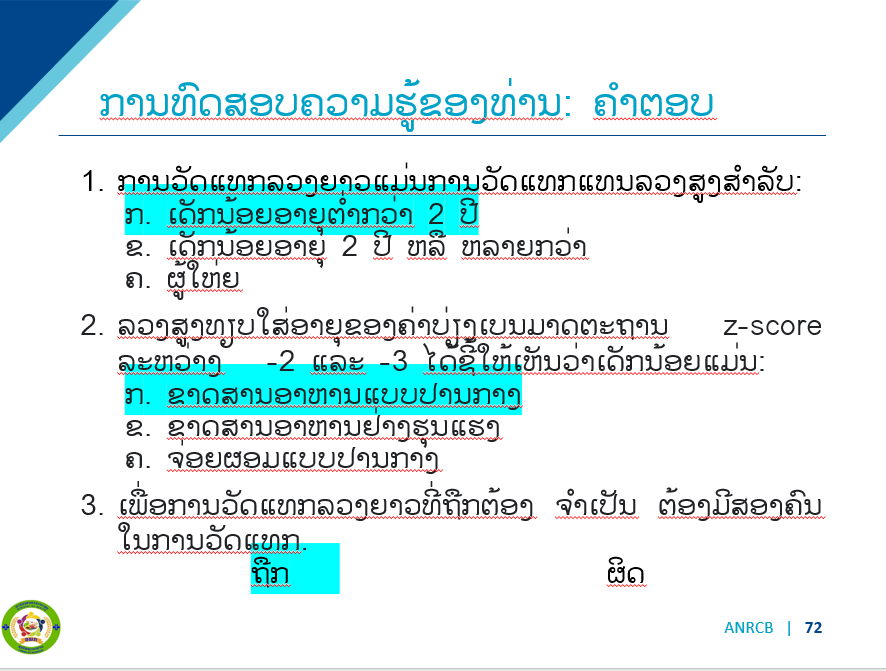 ການທົດສອບຄວາມຮູ້ຂອງທ່ານ: ຄຳຕອບ
1. ການວັດແທກລວງຍາວແມ່ນການວັດແທກແທນລວງສູງສຳລັບ:
ກ. ເດັກນ້ອຍອາຍຸຕ່ຳກວ່າ 2 ປີ
ຂ. ເດັກນ້ອຍອາຍຸ 2 ປີ ຫລື ຫລາຍກວ່າ
ຄ. ຜູ້ໃຫ່ຍ
2. ລວງສູງທຽບໃສ່ອາຍຸຂອງຄ່າບ່ຽງເບນມາດຕະຖານ z-score
ລະຫວ່າງ -2 ແລະ -3 ໄດ້ຊີ້ໃຫ້ເຫັນວ່າເດັກນ້ອຍແມ່ນ:
ກ. ຂາດສານອາຫານແບບປານກາງ
ຂ. ຂາດສານອາຫານຢ່າງຮຸນແຮງ
ຄ. ຈ່ອຍຜອມແບບປານກາງ
3. ເພື່ອການວັດແທກລວງຍາວທີ່ຖືກຕ້ອງ ຈຳເປັນ ຕ້ອງມີສອງຄົນ
ໃນການວັດແທກ.
ຖືກ ຜິດ
ANRCB | 72